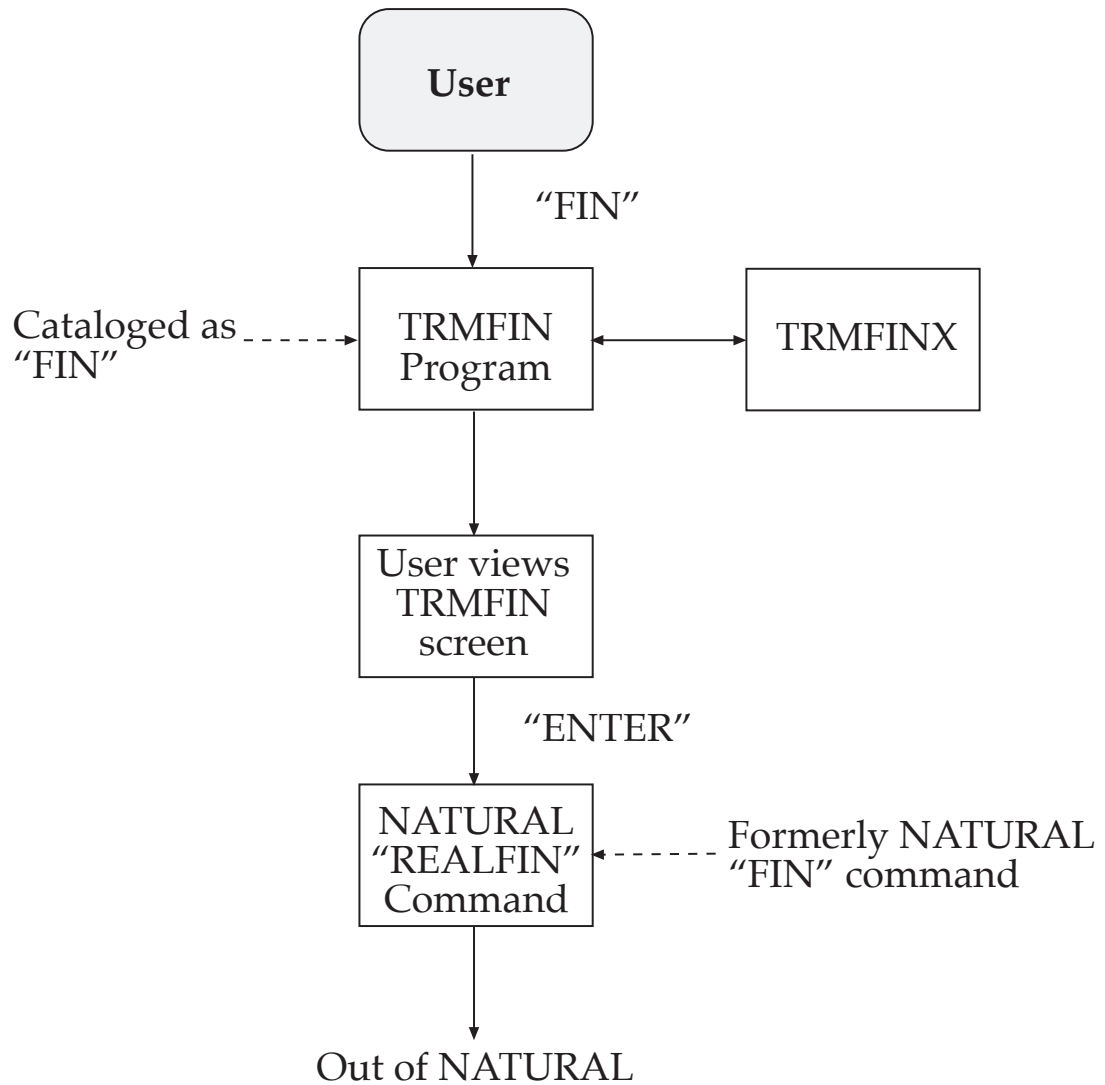 User
“FIN”
Cataloged as
“FIN”
TRMFIN
Program
TRMFINX
User views
TRMFIN
screen
“ENTER”
NATURAL
“REALFIN”
Command
Formerly NATURAL
“FIN” command
Out of NATURAL